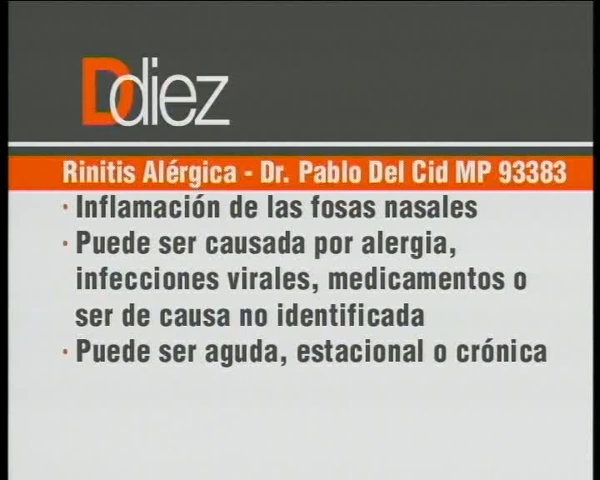 Ddiez
Rinitis Alérgica - Dr. Pablo Del Cid MP 93383
· Inflamación de las fosas nasales
· Puede ser causada por alergia,
infecciones virales, medicamentos o
ser de causa no identificada
· Puede ser aguda, estacional o crónica